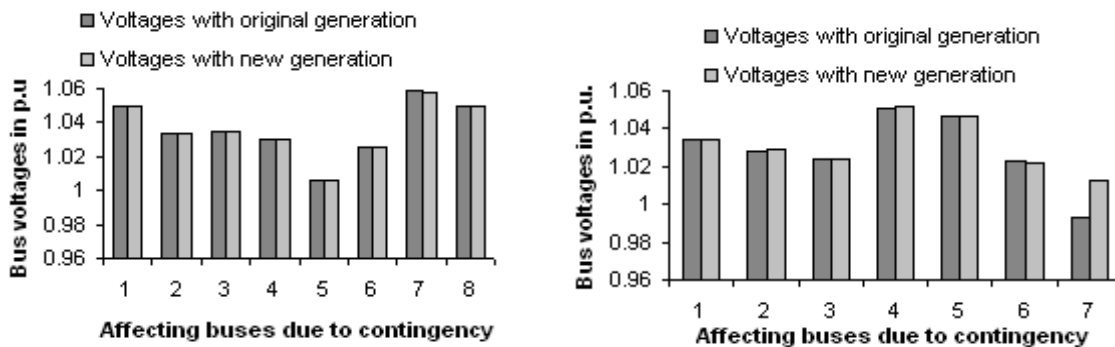 Voltages with original generation
Voltages with new generation
Bus voltages in p.u
1.06
1.04
1.02
1
0.98
0.96
1 2 3 4 5 6 7 8
Affecting buses due to contingency
Voltages with original generation
Voltages with new generation
Bus voltages in p.u.
1.06
1.04
1.02
1
0.98
0.96
1 2 3 4 5 6 7
Affecting buses due to contingency